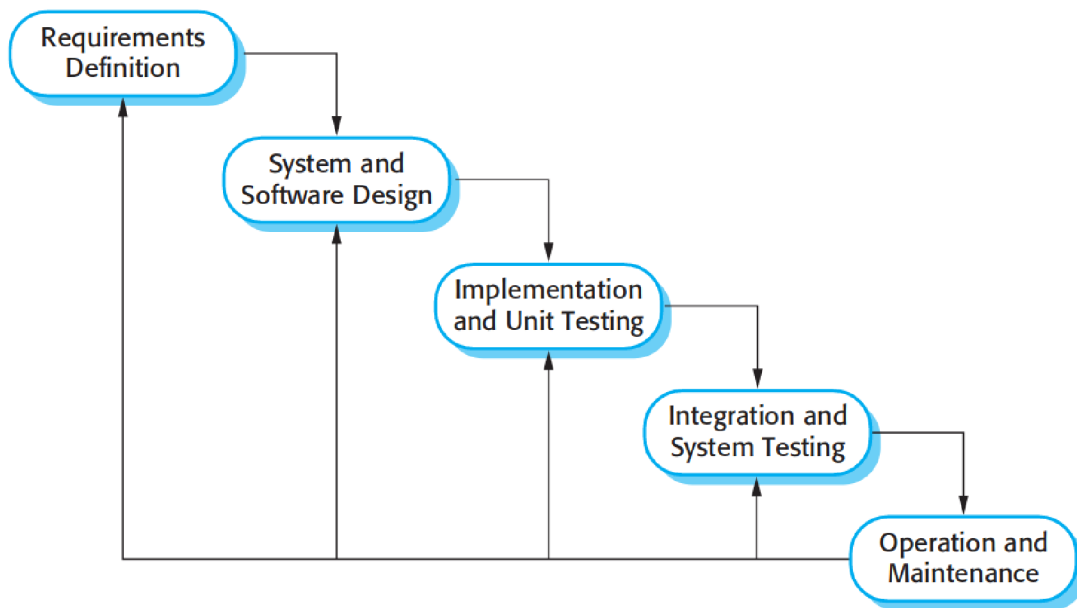 Requirements
Definition
System and
Software Design
Implementation
and Unit Testing
Integration and
System Testing
Operation and
Maintenance